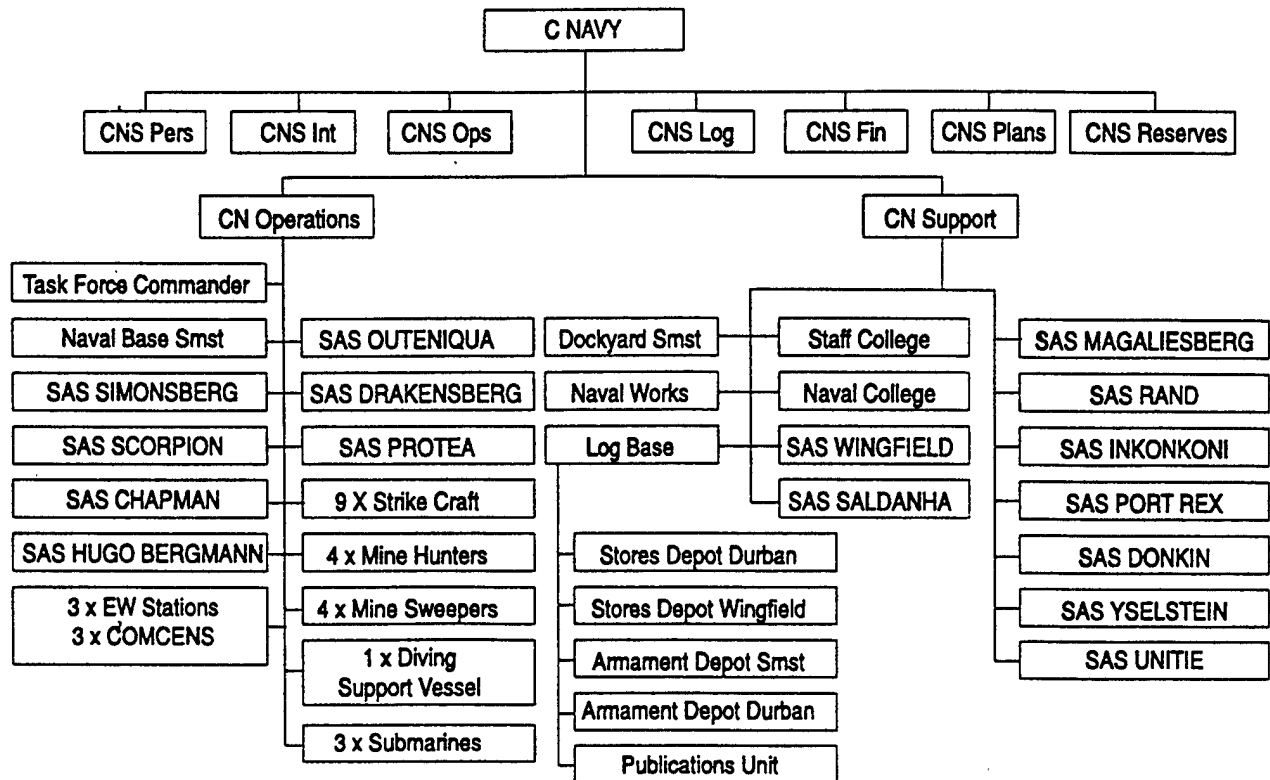 C NAVY
CNS Pers
CNS Int
CNS Ops
CNS Log
CNS Fin
CNS Plans
CNS Reserves
CN Operations
CN Support
Task Force Commander
Naval Base Smst
SAS SIMONSBERG
SAS SCORPION
SAS CHAPMAN
SAS HUGO BERGMANN
3 x EW Stations
3 x COMCENS
SAS OUTENIQUA
SAS DRAKENSBERG
SAS PROTEA
9 X Strike Craft
4 x Mine Hunters
4 x Mine Sweepers
1 x Diving
Support Vessel
3 x Submarines
Dockyard Smst
Naval Works
Log Base
Stores Depot Durban
Stores Depot Wingfield
Armament Depot Smst
Armament Depot Durban
Publications Unit
Staff College
Naval College
SAS WINGFIELD
SAS SALDANHA
SAS MAGALIESBERG
SAS RAND
SAS INKONKONI
SAS PORT REX
SAS DONKIN
SAS YSELSTEIN
SAS UNITIE